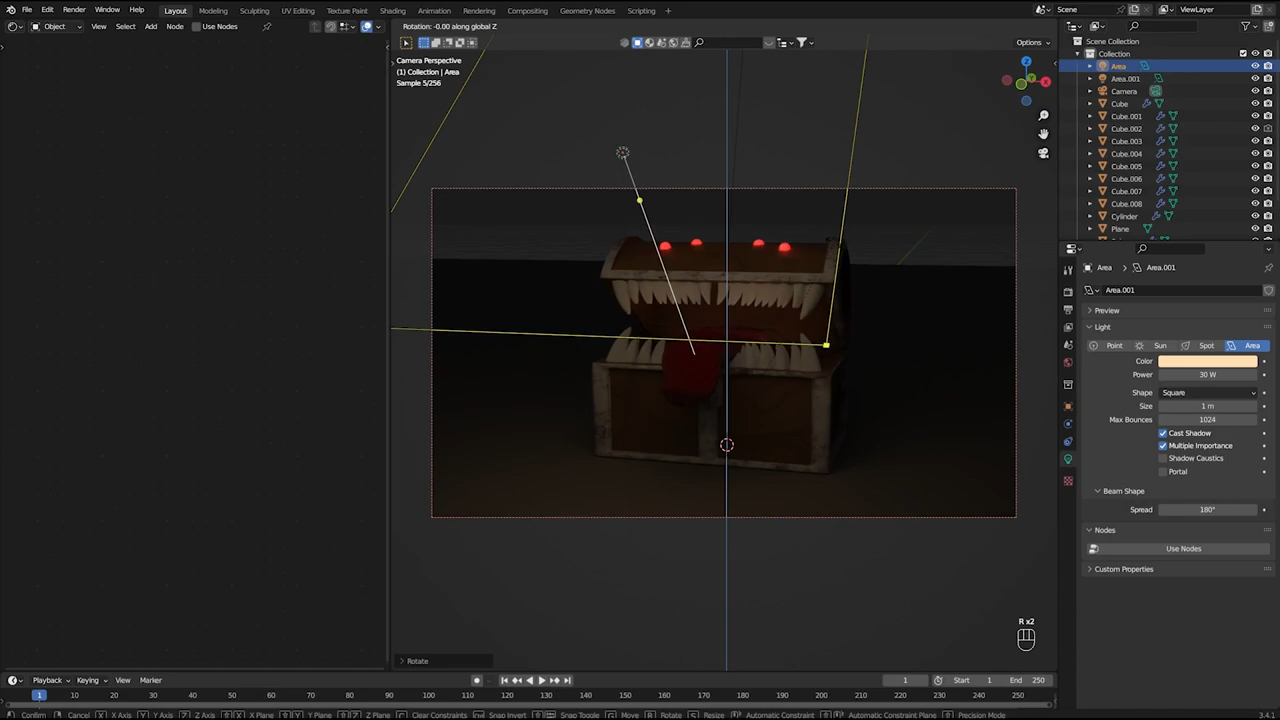 File Edit Render Window Help Layout Modeling Sculpting UV Editing Texture Paint Shading Animation Rendering Compositing Geometry Nodes Scripting Scene ViewLayer
Object View Select Add Node Use Nodes
Rotation: -0.00 along global Z
Options
Camera Perspective
(1) Collection | Area
Sample 5/256
Scene Collection
Collection
Area
Area.001
Camera
Cube
Cube.001
Cube.002
Cube.003
Cube.004
Cube.005
Cube.006
Cube.007
Cube.008
Cylinder
Plane
Area Area.001
Area.001
Preview
Light
Point Sun Spot Area
Color
Power 30 W
Shape Square
Size 1 m
Max Bounces 1024
Cast Shadow
Multiple Importance
Shadow Caustics
Portal
Beam Shape
Spread 180°
Nodes
Use Nodes
Custom Properties
R x2
Rotate
Playback Keying View Marker 1 Start 1 End 250
1 10 20 30 40 50 60 70 80 90 100 110 120 130 140 150 160 170 180 190 200 210 220 230 240 250
Confirm Cancel X X Axis Y Y Axis Z Z Axis X X Plane Y Y Plane Z Z Plane C Clear Constraints Snap Invert Snap Toggle G Move R Rotate S Resize Automatic Constraint Automatic Constraint Plane Precision Mode 3.4.1